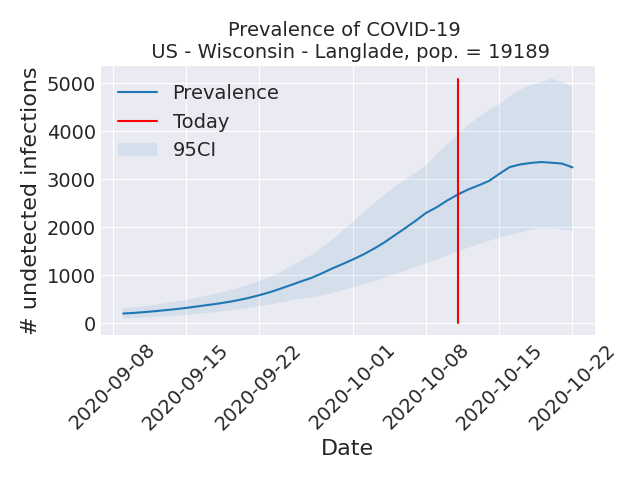 Prevalence of COVID-19
US - Wisconsin - Langlade, pop. = 19189
# undetected infections
5000
4000
3000
2000
1000
0
Prevalence
Today
95CI
2020-09-08
2020-09-15
2020-09-22
2020-10-01
2020-10-08
2020-10-15
2020-10-22
Date